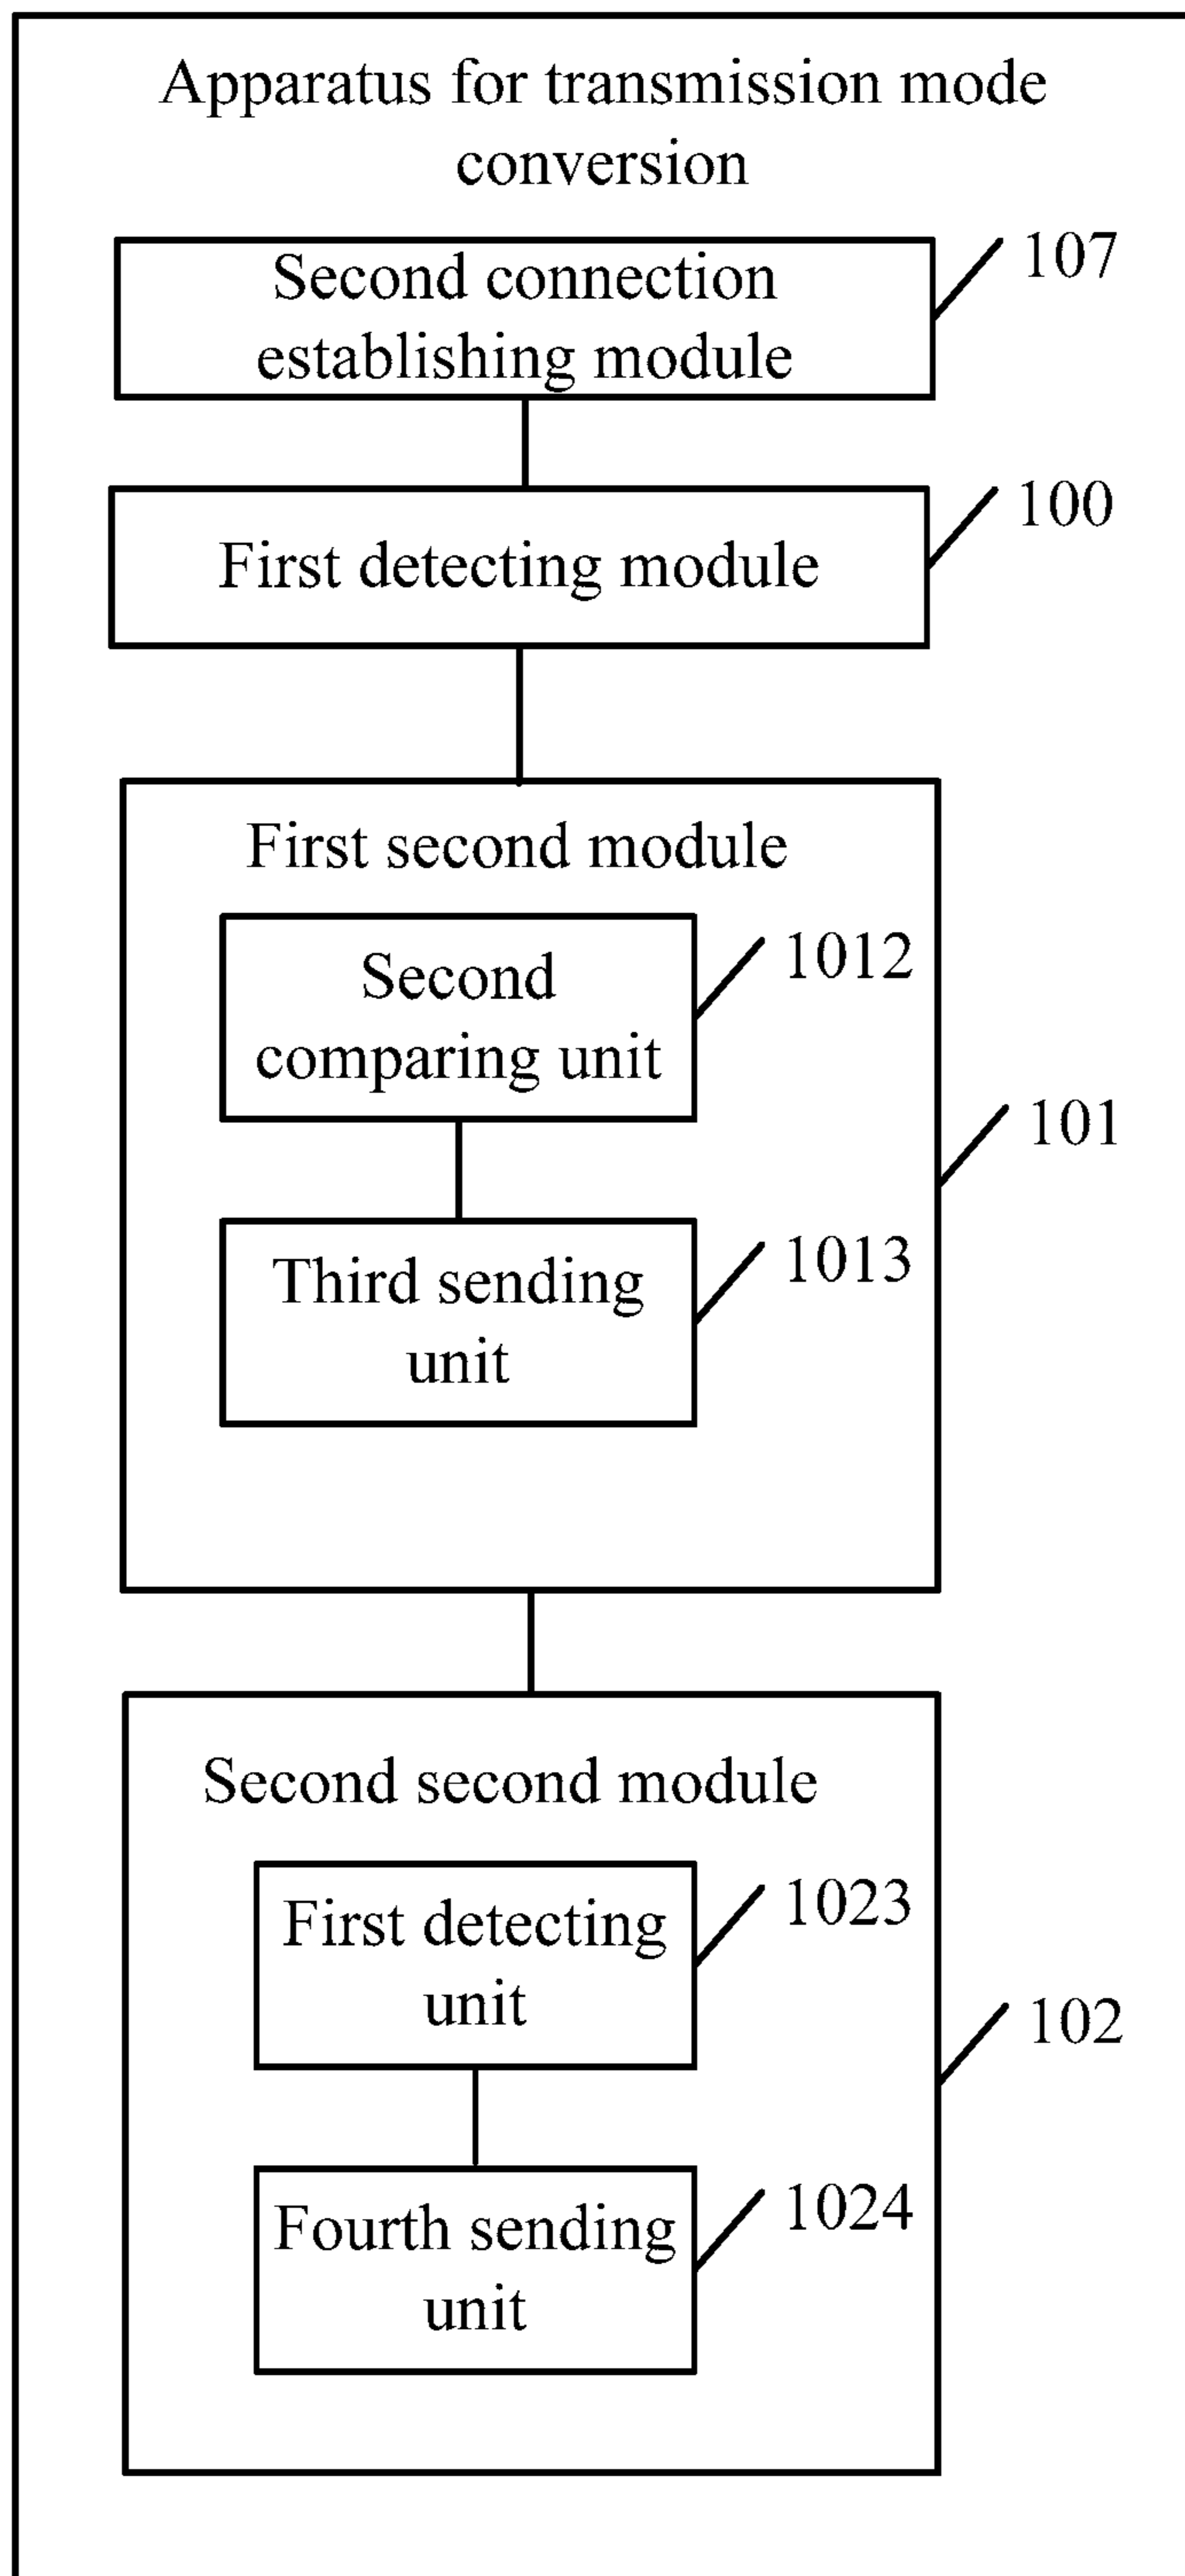 Apparatus for transmission mode
conversion
Second connection
establishing module
107
First detecting module
100
First second module
Second
comparing unit
1012
101
Third sending
unit
1013
Second second module
First detecting
unit
1023
102
Fourth sending
unit
1024